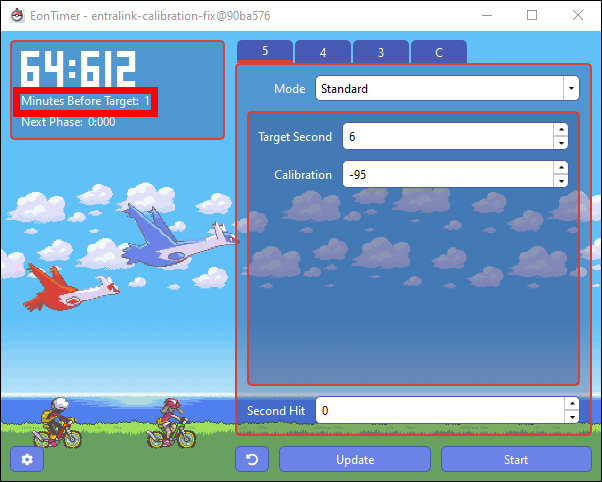 EonTimer - entralink-calibration-fix@90ba576
64:612
Minutes Before Target: 1
Next Phase: 0:000
5
4
3
C
Mode
Standard
Target Second
6
Calibration
-95
Second Hit
0
Update
Start